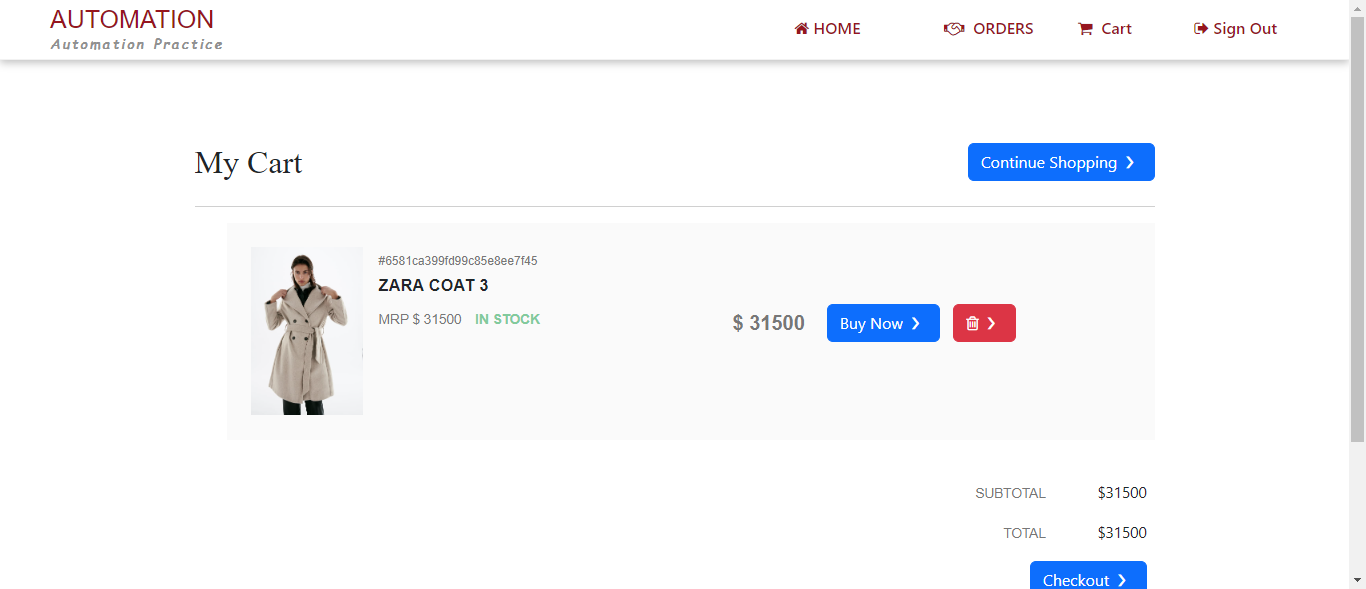 AUTOMATION
Automation Practice
HOME
ORDERS
Cart
Sign Out
My Cart
Continue Shopping
#6581ca399fd99c85e8ee7f45
ZARA COAT 3
MRP $ 31500 IN STOCK
$ 31500
Buy Now
SUBTOTAL $31500
TOTAL $31500
Checkout